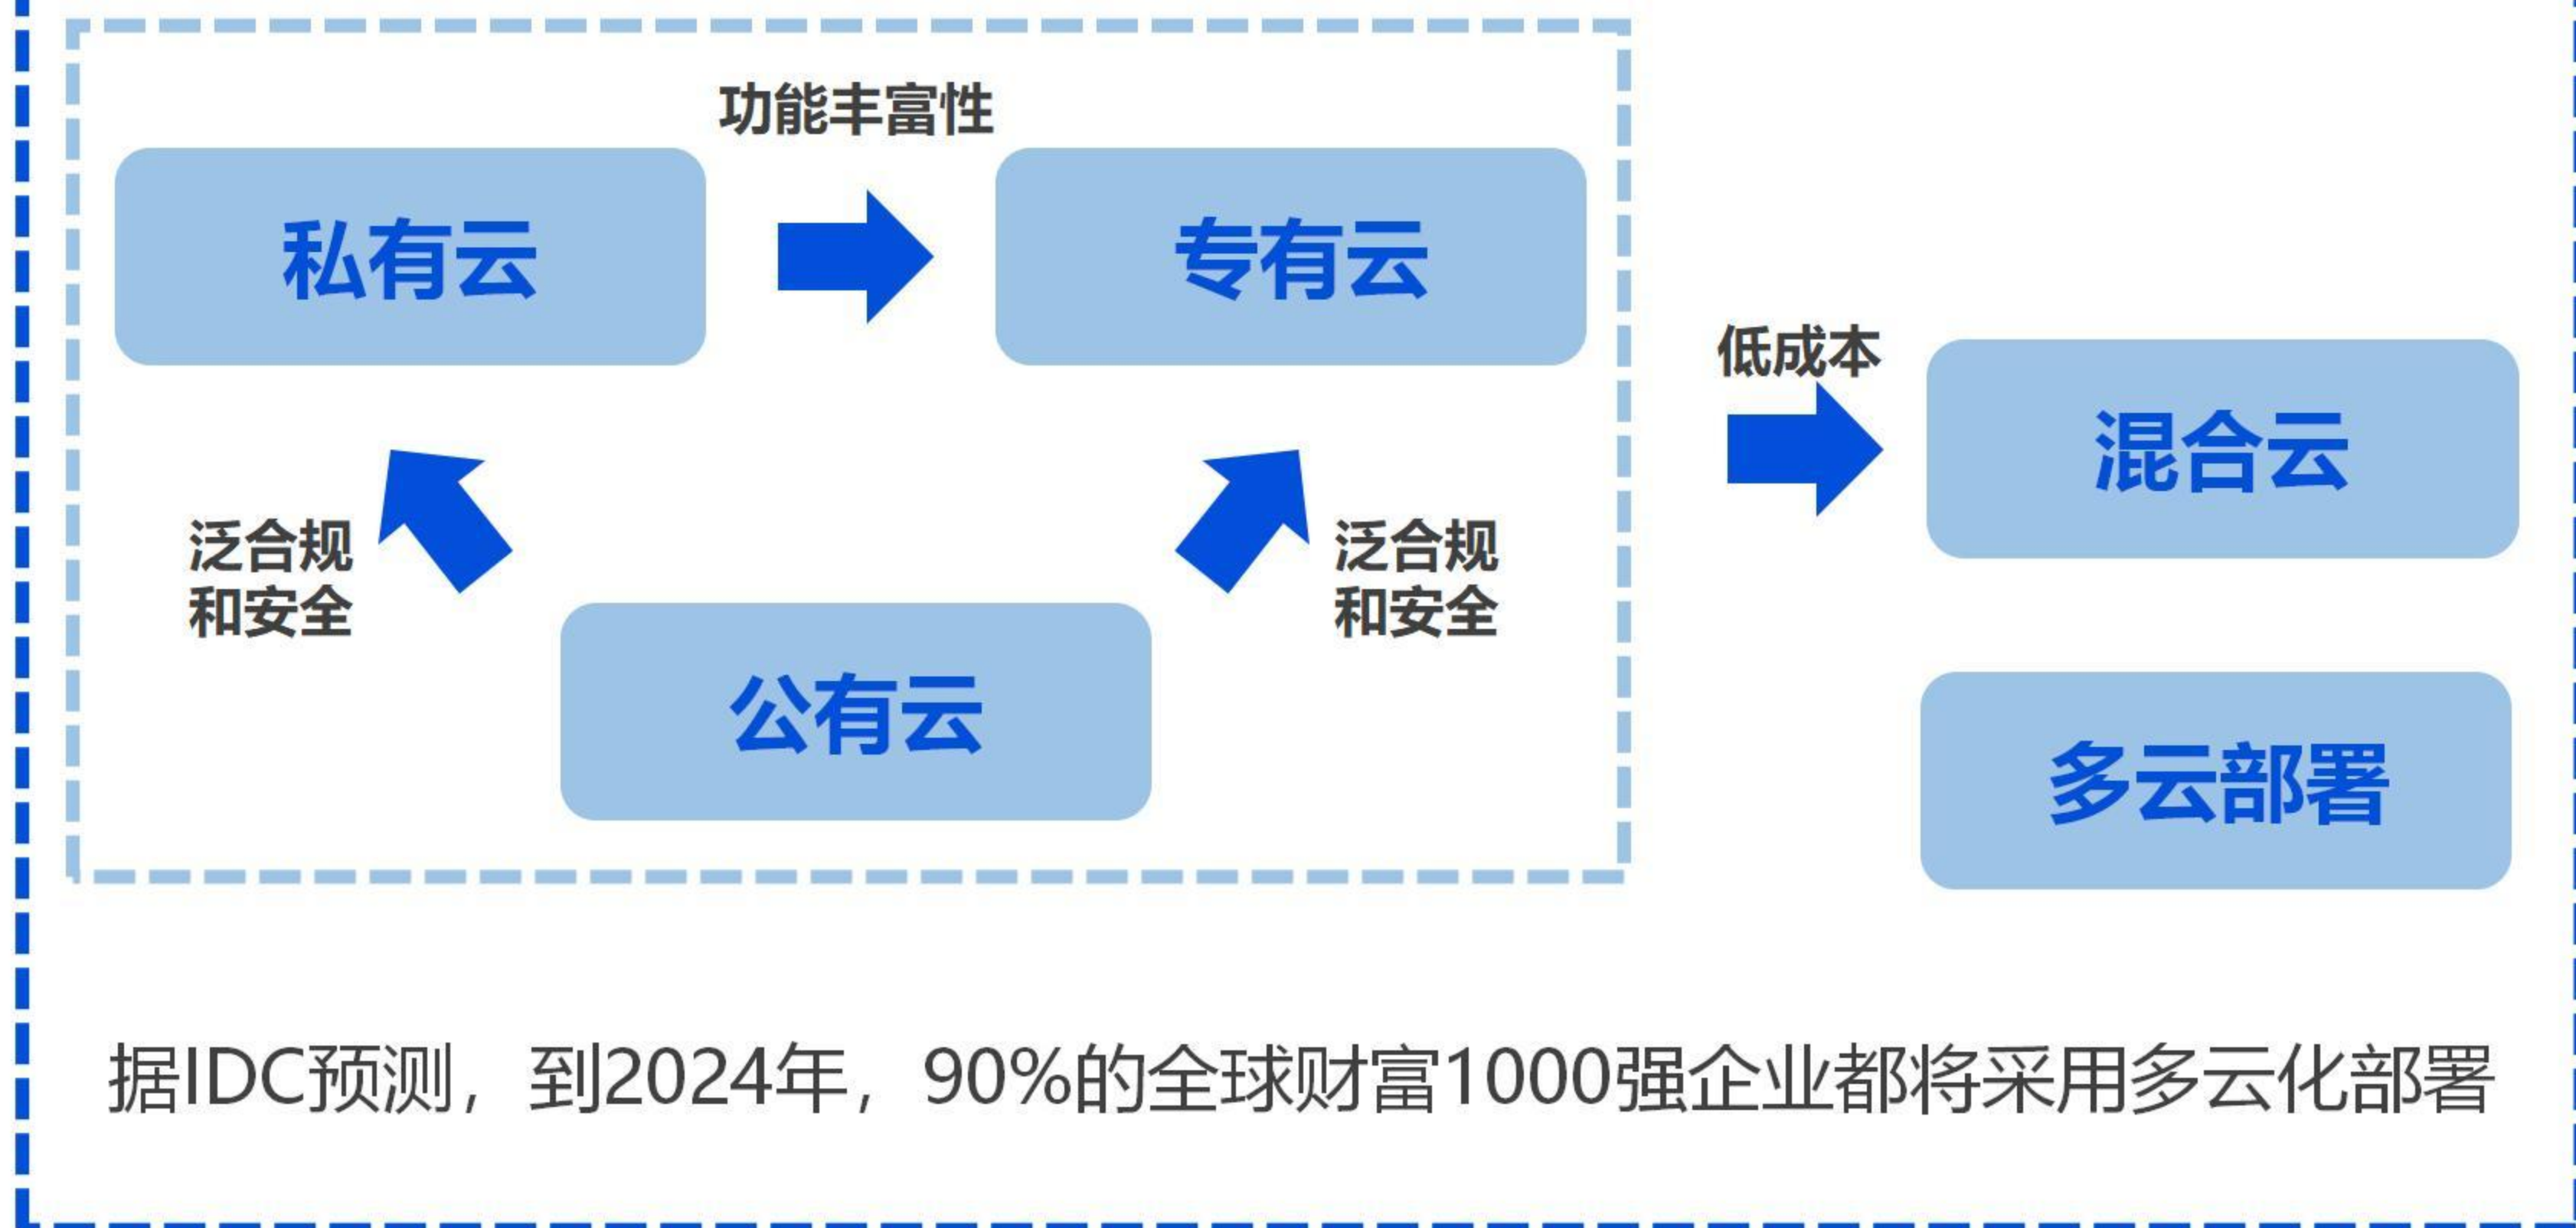 功能丰富性
私有云
专有云
低成本
混合云
泛合规
和安全
泛合规
和安全
公有云
多云部署
据IDC预测，到2024年，90%的全球财富1000强企业都将采用多云化部署